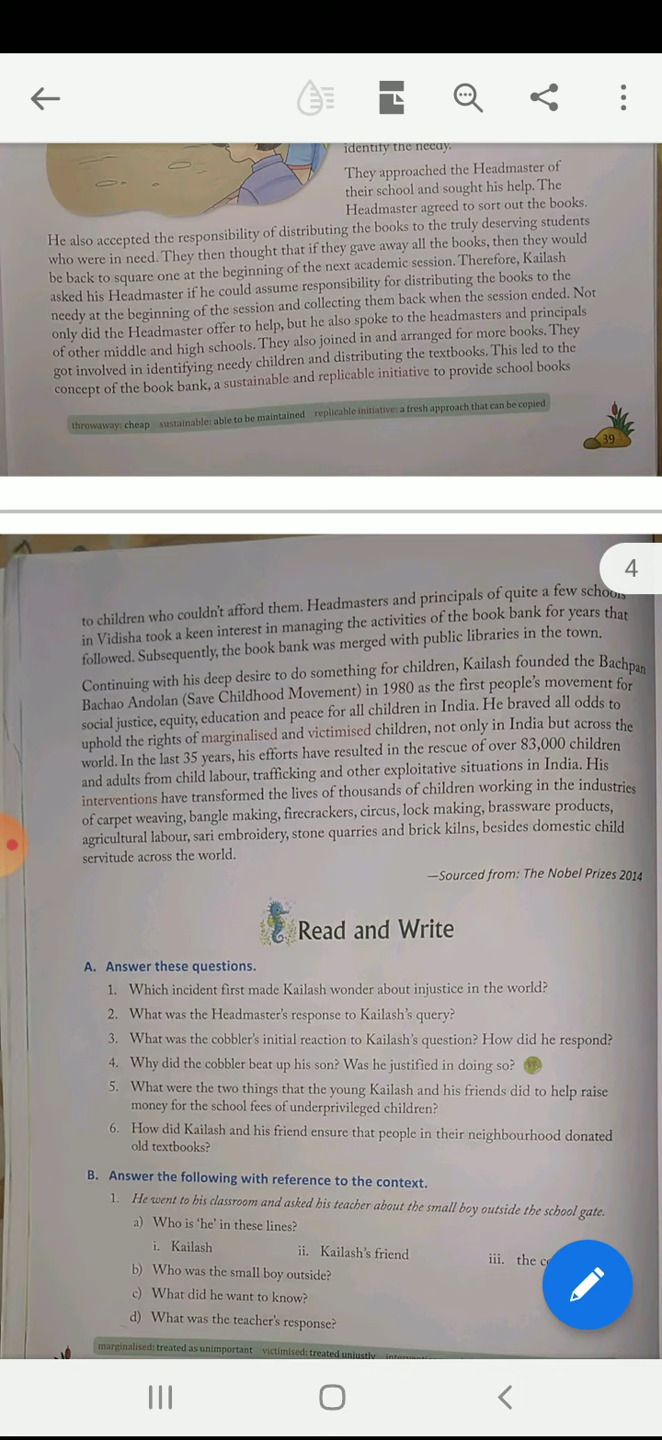 identify the needy.
They approached the Headmaster of
their school and sought his help. The
Headmaster agreed to sort out the books.
He also accepted the responsibility of distributing the books to the truly deserving students
who were in need. They then thought that if they gave away all the books, then they would
be back to square one at the beginning of the next academic session. Therefore, Kailash
asked his Headmaster if he could assume responsibility for distributing the books to the
needy at the beginning of the session and collecting them back when the session ended. Not
only did the Headmaster offer to help, but he also spoke to the headmasters and principals
of other middle and high schools. They also joined in and arranged for more books. They
got involved in identifying needy children and distributing the textbooks. This led to the
concept of the book bank, a sustainable and replicable initiative to provide school books
throwaway: cheap sustainable: able to be maintained replicable initiative: a fresh approach that can be copied
39
4
to children who couldn't afford them. Headmasters and principals of quite a few schools
in Vidisha took a keen interest in managing the activities of the book bank for years that
followed. Subsequently, the book bank was merged with public libraries in the town.
Continuing with his deep desire to do something for children, Kailash founded the Bachpan
Bachao Andolan (Save Childhood Movement) in 1980 as the first people's movement for
social justice, equity, education and peace for all children in India. He braved all odds to
uphold the rights of marginalised and victimised children, not only in India but across the
world. In the last 35 years, his efforts have resulted in the rescue of over 83,000 children
and adults from child labour, trafficking and other exploitative situations in India. His
interventions have transformed the lives of thousands of children working in the industries
of carpet weaving, bangle making, firecrackers, circus, lock making, brassware products,
agricultural labour, sari embroidery, stone quarries and brick kilns, besides domestic child
servitude across the world.
—Sourced from: The Nobel Prizes 2014
Read and Write
A. Answer these questions.
1. Which incident first made Kailash wonder about injustice in the world?
2. What was the Headmaster's response to Kailash's query?
3. What was the cobbler's initial reaction to Kailash's question? How did he respond?
4. Why did the cobbler beat up his son? Was he justified in doing so?
5. What were the two things that the young Kailash and his friends did to help raise
money for the school fees of underprivileged children?
6. How did Kailash and his friend ensure that people in their neighbourhood donated
old textbooks?
B. Answer the following with reference to the context.
1. He went to his classroom and asked his teacher about the small boy outside the school gate.
a) Who is 'he' in these lines?
i. Kailash ii. Kailash's friend iii. the
b) Who was the small boy outside?
c) What did he want to know?
d) What was the teacher's response?
marginalised: treated as unimportant victimised: treated unjustly